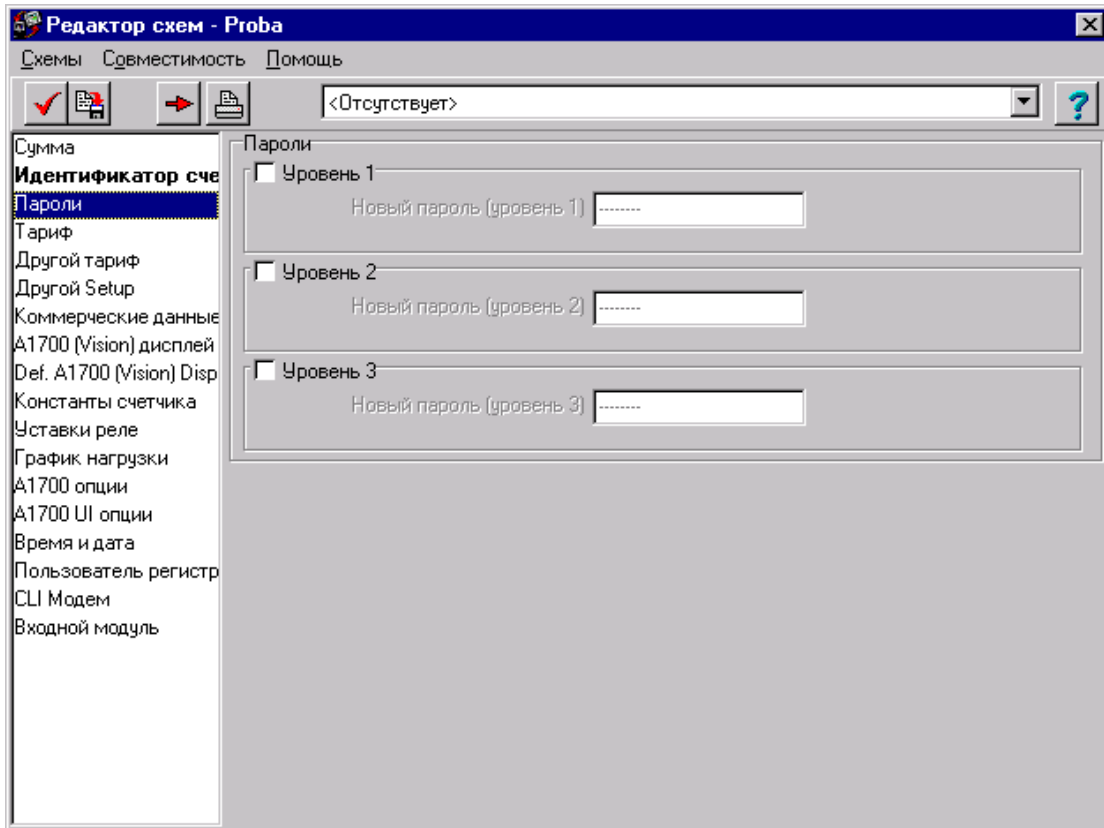 Редактор схем - Proba
Схемы Совместимость Помощь
<Отсутствует>
Сумма
Идентификатор сче
Пароли
Тариф
Другой тариф
Другой Setup
Коммерческие данные
A1700 (Vision) дисплей
Def. A1700 (Vision) Disp
Константы счетчика
Уставки реле
График нагрузки
A1700 опции
A1700 UI опции
Время и дата
Пользователь регистр
CLI Модем
Входной модуль
Пароли
Уровень 1
Новый пароль (уровень 1) --------
Уровень 2
Новый пароль (уровень 2) --------
Уровень 3
Новый пароль (уровень 3) --------